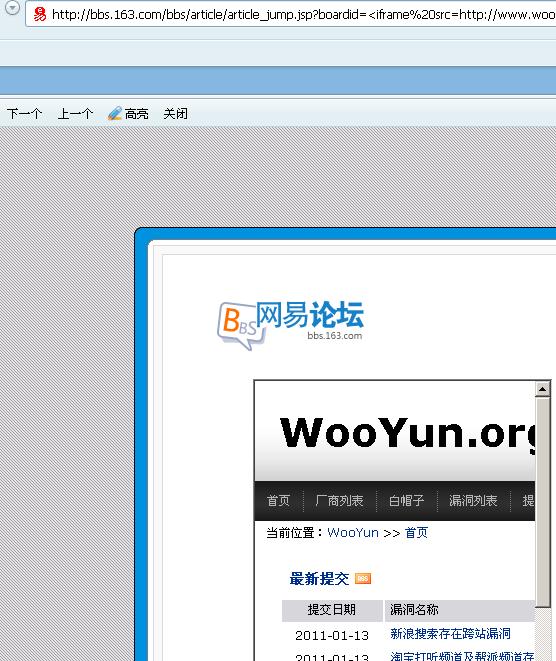 http://bbs.163.com/bbs/article/article_jump.jsp?boardid=<iframe%20src=http://www.woo
下一个 上一个 高亮 关闭
BBS 网易论坛
bbs.163.com
WooYun.org
首页 厂商列表 白帽子 漏洞列表 提
当前位置：WooYun >> 首页
最新提交 RSS
提交日期 漏洞名称
2011-01-13 新浪搜索存在跨站漏洞
2011-01-13 淘宝打听频道及帮派频道存